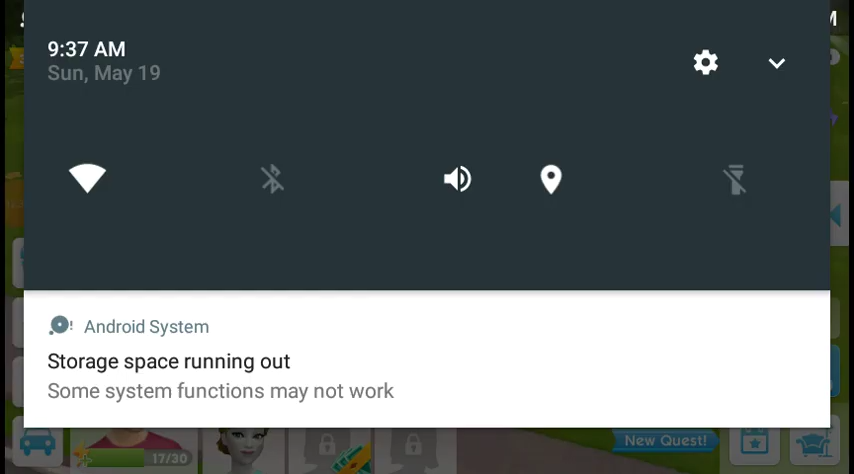 9:37 AM
Sun, May 19
Android System
Storage space running out
Some system functions may not work
17/30
New Quest!